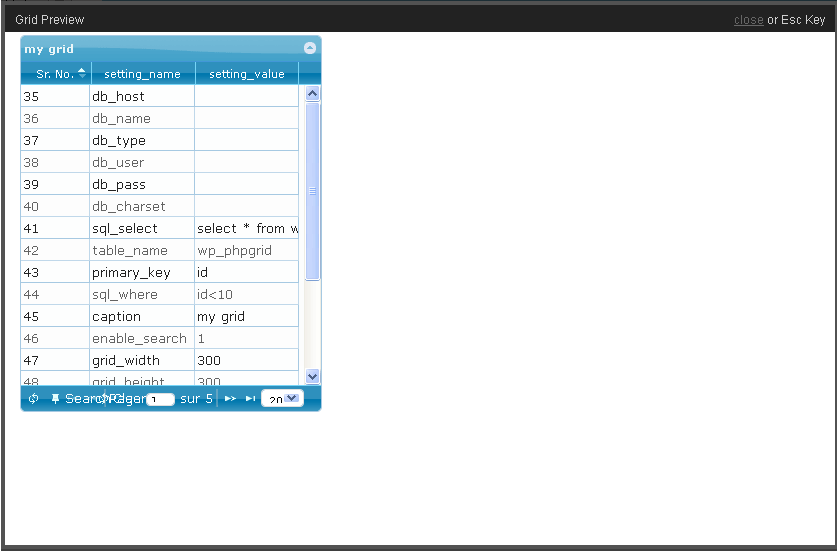 Grid Preview close or Esc Key
my grid
Sr. No. setting_name setting_value
35 db_host
36 db_name
37 db_type
38 db_user
39 db_pass
40 db_charset
41 sql_select select * from w
42 table_name wp_phpgrid
43 primary_key id
44 sql_where id<10
45 caption my grid
46 enable_search 1
47 grid_width 300
48 grid_height 300
Search 1 sur 5 20